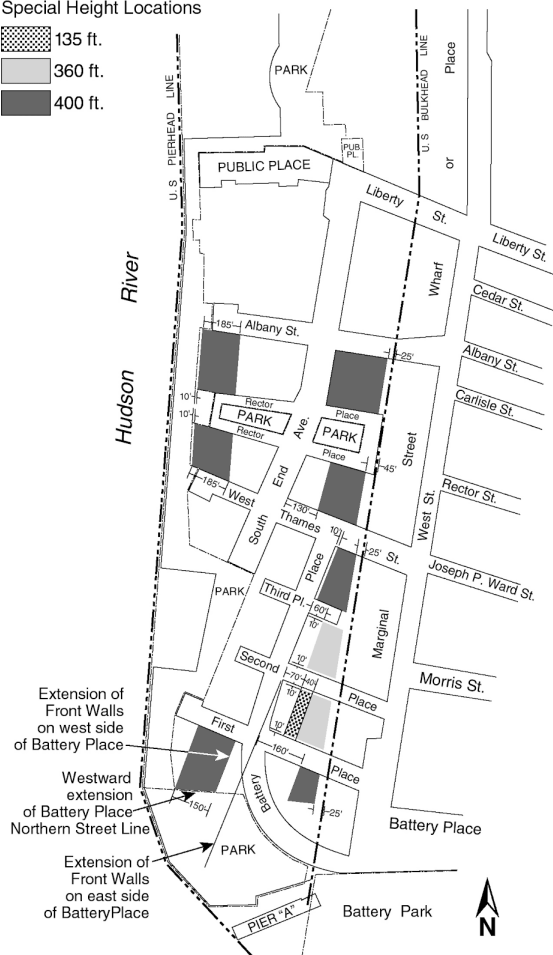 Special Height Locations
135 ft.
360 ft.
400 ft.
PARK
U.S PIERHEAD LINE
U.S BULKHEAD LINE
Place
or
Wharf
PUB.
PL.
PUBLIC PLACE
Liberty St.
Liberty St.
Cedar St.
Hudson River
185'
Albany St.
25'
Albany St.
Carlisle St.
10'
10'
Rector
PARK
Rector
Place
PARK
Place
South End Ave.
Street
45'
185'
West
130'
Thames St.
10'
25'
Rector St.
West St.
Joseph P. Ward St.
PARK
Third Pl.
Place
60'
10'
Marginal
10'
Second Place
70'
40'
10'
10'
Morris St.
Extension of
Front Walls
on west side
of Battery Place
First Place
160'
Westward
extension
of Battery Place
Northern Street Line
150'
Battery
25'
Battery Place
Extension of
Front Walls
on east side
of BatteryPlace
PARK
PIER "A"
Battery Park
N